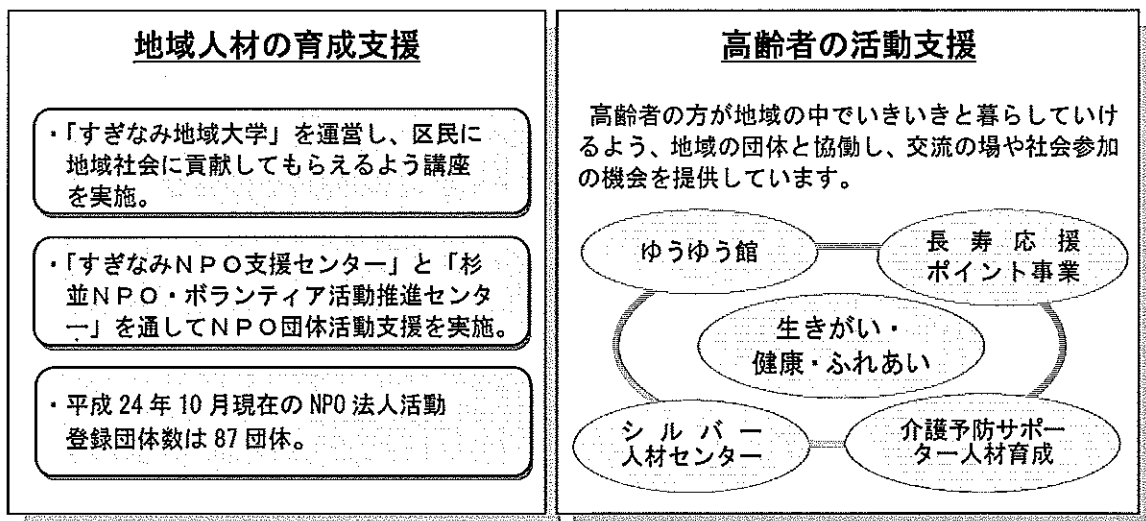 地域人材の育成支援
・「すぎなみ地域大学」を運営し、区民に
地域社会に貢献してもらえるよう講座
を実施。
・「すぎなみNPO支援センター」と「杉
並NPO・ボランティア活動推進センタ
ー」を通してNPO団体活動支援を実施。
・平成24年10月現在のNPO法人活動
登録団体数は87団体。
高齢者の活動支援
高齢者の方が地域の中でいきいきと暮らしていけ
るよう、地域の団体と協働し、交流の場や社会参加
の機会を提供しています。
ゆうゆう館
長寿応援
ポイント事業
生きがい・
健康・ふれあい
シルバー
人材センター
介護予防サポー
ター人材育成